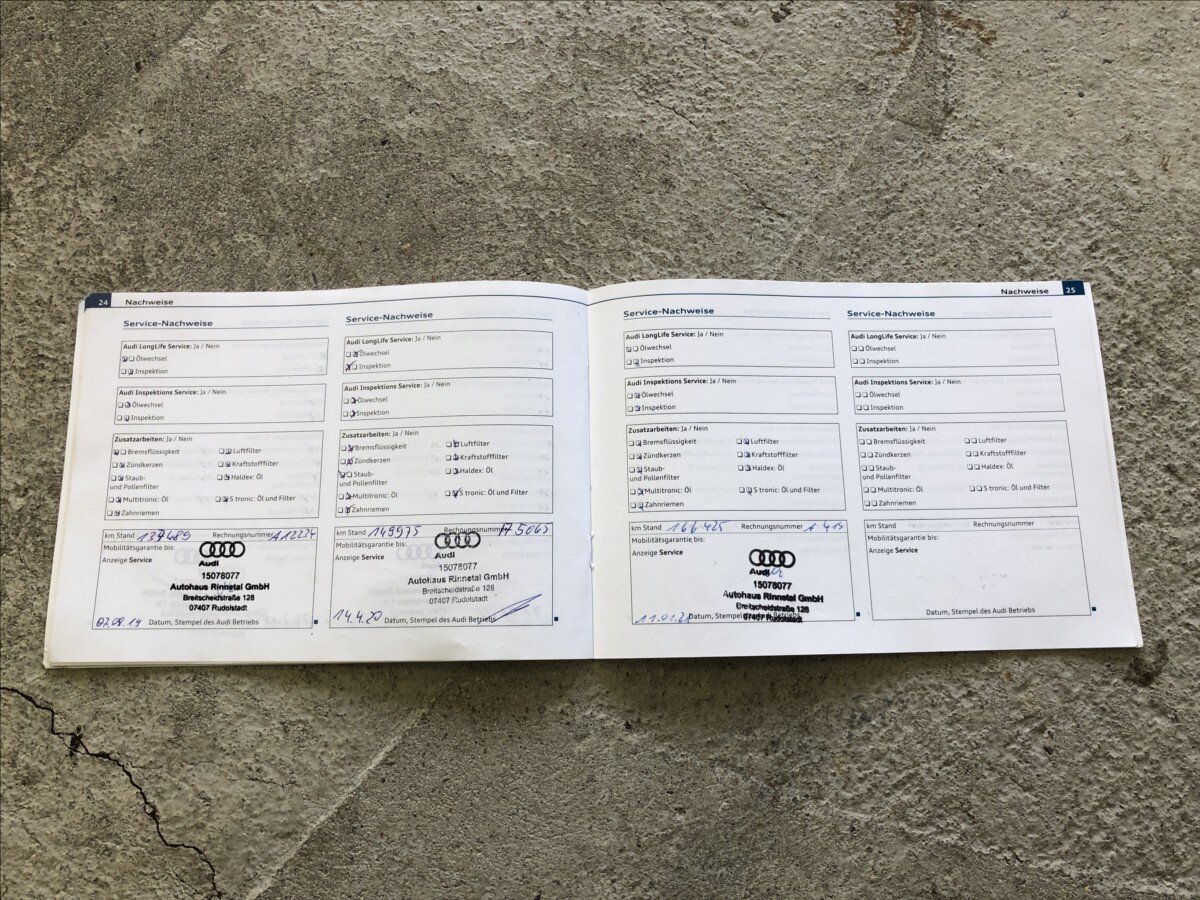 24 Nachweise
Service-Nachweise
Audi LongLife Service: Ja / Nein
Ölwechsel
Inspektion
Audi Inspektions Service: Ja / Nein
Ölwechsel
Inspektion
Zusatzarbeiten: Ja / Nein
Bremsflüssigkeit Luftfilter
Zündkerzen Kraftstofffilter
Staub- Haldex: Öl
und Pollenfilter
Multitronic: Öl S tronic: Öl und Filter
Zahnriemen
km Stand 137489 Rechnungsnummer A12234
Mobilitätsgarantie bis:
Anzeige Service
Audi
15078077
Autohaus Rinnetal GmbH
Breitscheidstraße 128
07407 Rudolstadt
02.08.19 Datum, Stempel des Audi Betriebs
Service-Nachweise
Audi LongLife Service: Ja / Nein
Ölwechsel
Inspektion
Audi Inspektions Service: Ja / Nein
Ölwechsel
Inspektion
Zusatzarbeiten: Ja / Nein
Bremsflüssigkeit Luftfilter
Zündkerzen Kraftstofffilter
Staub- Haldex: Öl
und Pollenfilter
Multitronic: Öl S tronic: Öl und Filter
Zahnriemen
km Stand 149975 Rechnungsnummer 5065
Mobilitätsgarantie bis:
Anzeige Service
Audi
15078077
Autohaus Rinnetal GmbH
Breitscheidstraße 128
07407 Rudolstadt
14.4.20 Datum, Stempel des Audi Betriebs
Nachweise 25
Service-Nachweise
Audi LongLife Service: Ja / Nein
Ölwechsel
Inspektion
Audi Inspektions Service: Ja / Nein
Ölwechsel
Inspektion
Zusatzarbeiten: Ja / Nein
Bremsflüssigkeit Luftfilter
Zündkerzen Kraftstofffilter
Staub- Haldex: Öl
und Pollenfilter
Multitronic: Öl S tronic: Öl und Filter
Zahnriemen
km Stand 166425 Rechnungsnummer A 419
Mobilitätsgarantie bis:
Anzeige Service
Audi
15078077
Autohaus Rinnetal GmbH
Breitscheidstraße 128
07407 Rudolstadt
11.01.21 Datum, Stempel des Audi Betriebs
Service-Nachweise
Audi LongLife Service: Ja / Nein
Ölwechsel
Inspektion
Audi Inspektions Service: Ja / Nein
Ölwechsel
Inspektion
Zusatzarbeiten: Ja / Nein
Bremsflüssigkeit Luftfilter
Zündkerzen Kraftstofffilter
Staub- Haldex: Öl
und Pollenfilter
Multitronic: Öl S tronic: Öl und Filter
Zahnriemen
km Stand Rechnungsnummer
Mobilitätsgarantie bis:
Anzeige Service
Datum, Stempel des Audi Betriebs